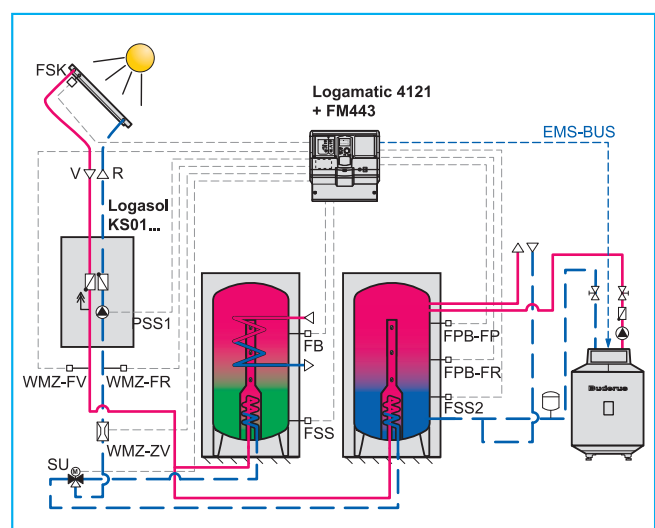 FSK
Logamatic 4121
+ FM443
EMS-BUS
V
R
Logasol
KS01...
PSS1
FB
FPB-FP
FPB-FR
WMZ-FV
WMZ-FR
FSS
FSS2
Buderus
WMZ-ZV
SU
M